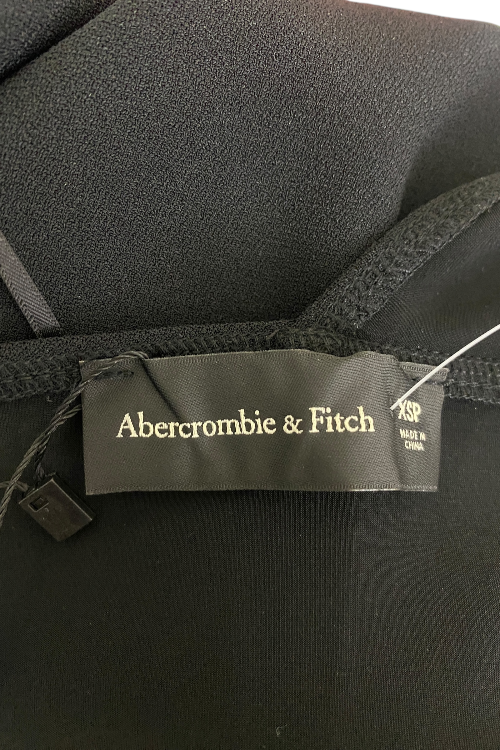 Abercrombie & Fitch
XSP
MADE IN
CHINA